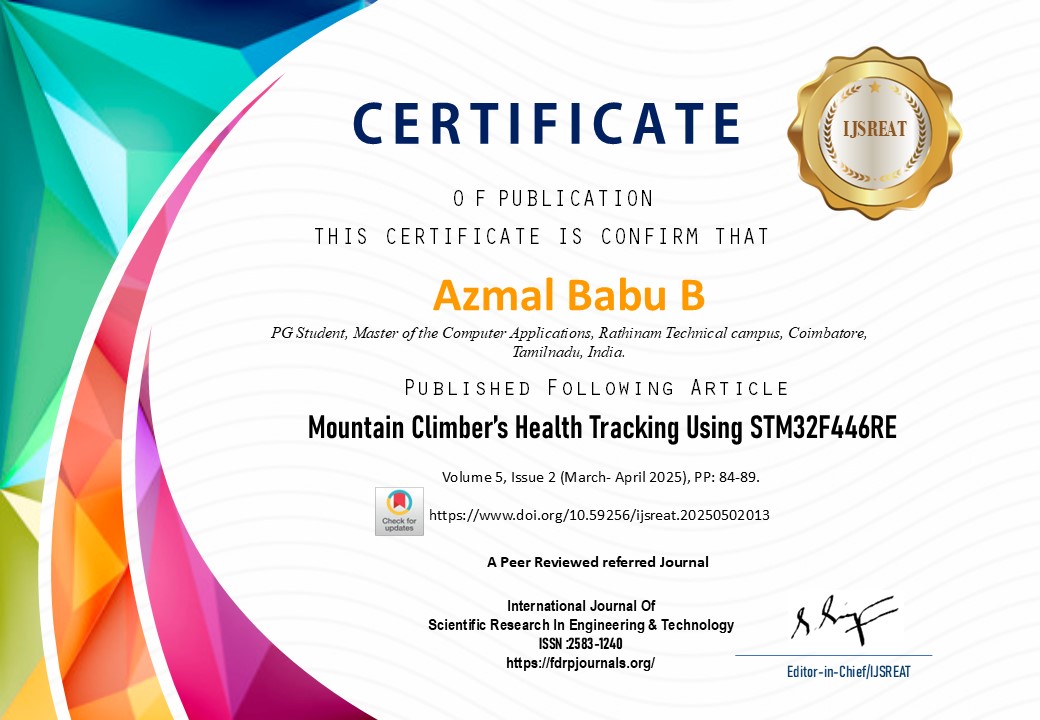 CERTIFICATE
IJSREAT
O F PUBLICATION
THIS CERTIFICATE IS CONFIRM THAT
Azmal Babu B
PG Student, Master of the Computer Applications, Rathinam Technical campus, Coimbatore,
Tamilnadu, India.
Published Following Article
Mountain Climber’s Health Tracking Using STM32F446RE
Volume 5, Issue 2 (March- April 2025), PP: 84-89.
Check for
updates
https://www.doi.org/10.59256/ijsreat.20250502013
A Peer Reviewed referred Journal
International Journal Of
Scientific Research In Engineering & Technology
ISSN :2583-1240
https://fdrpjournals.org/
Editor-in-Chief/IJSREAT